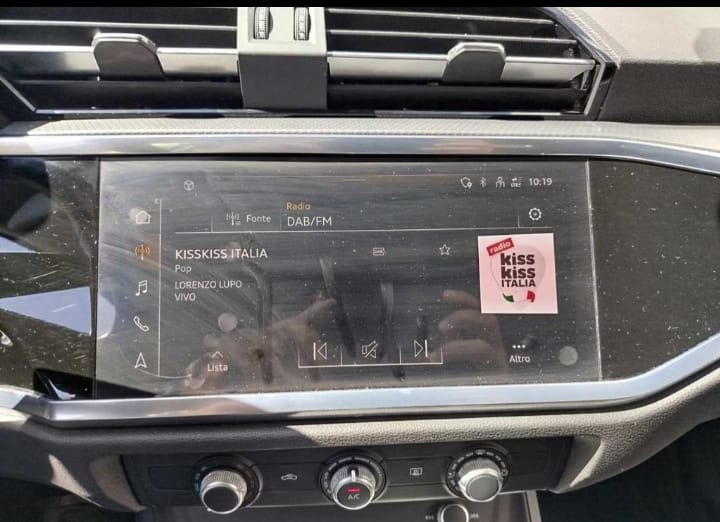 10:19
Radio
Fonte
DAB/FM
KISSKISS ITALIA
Pop
LORENZO LUPO
VIVO
radio
kiss
kiss
ITALIA
Lista
Altro
A/C